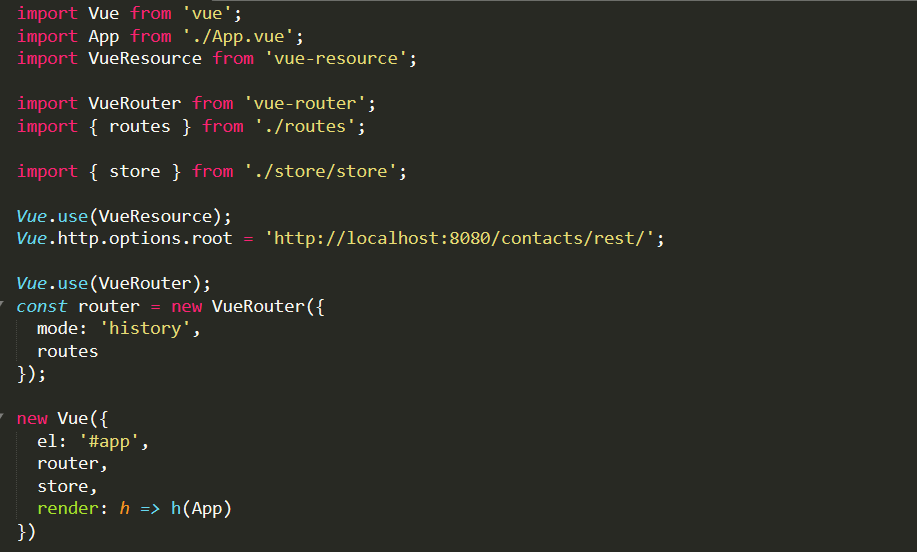 import Vue from 'vue';
import App from './App.vue';
import VueResource from 'vue-resource';
import VueRouter from 'vue-router';
import { routes } from './routes';
import { store } from './store/store';
Vue.use(VueResource);
Vue.http.options.root = 'http://localhost:8080/contacts/rest/';
Vue.use(VueRouter);
const router = new VueRouter({
  mode: 'history',
  routes
});
new Vue({
  el: '#app',
  router,
  store,
  render: h => h(App)
})